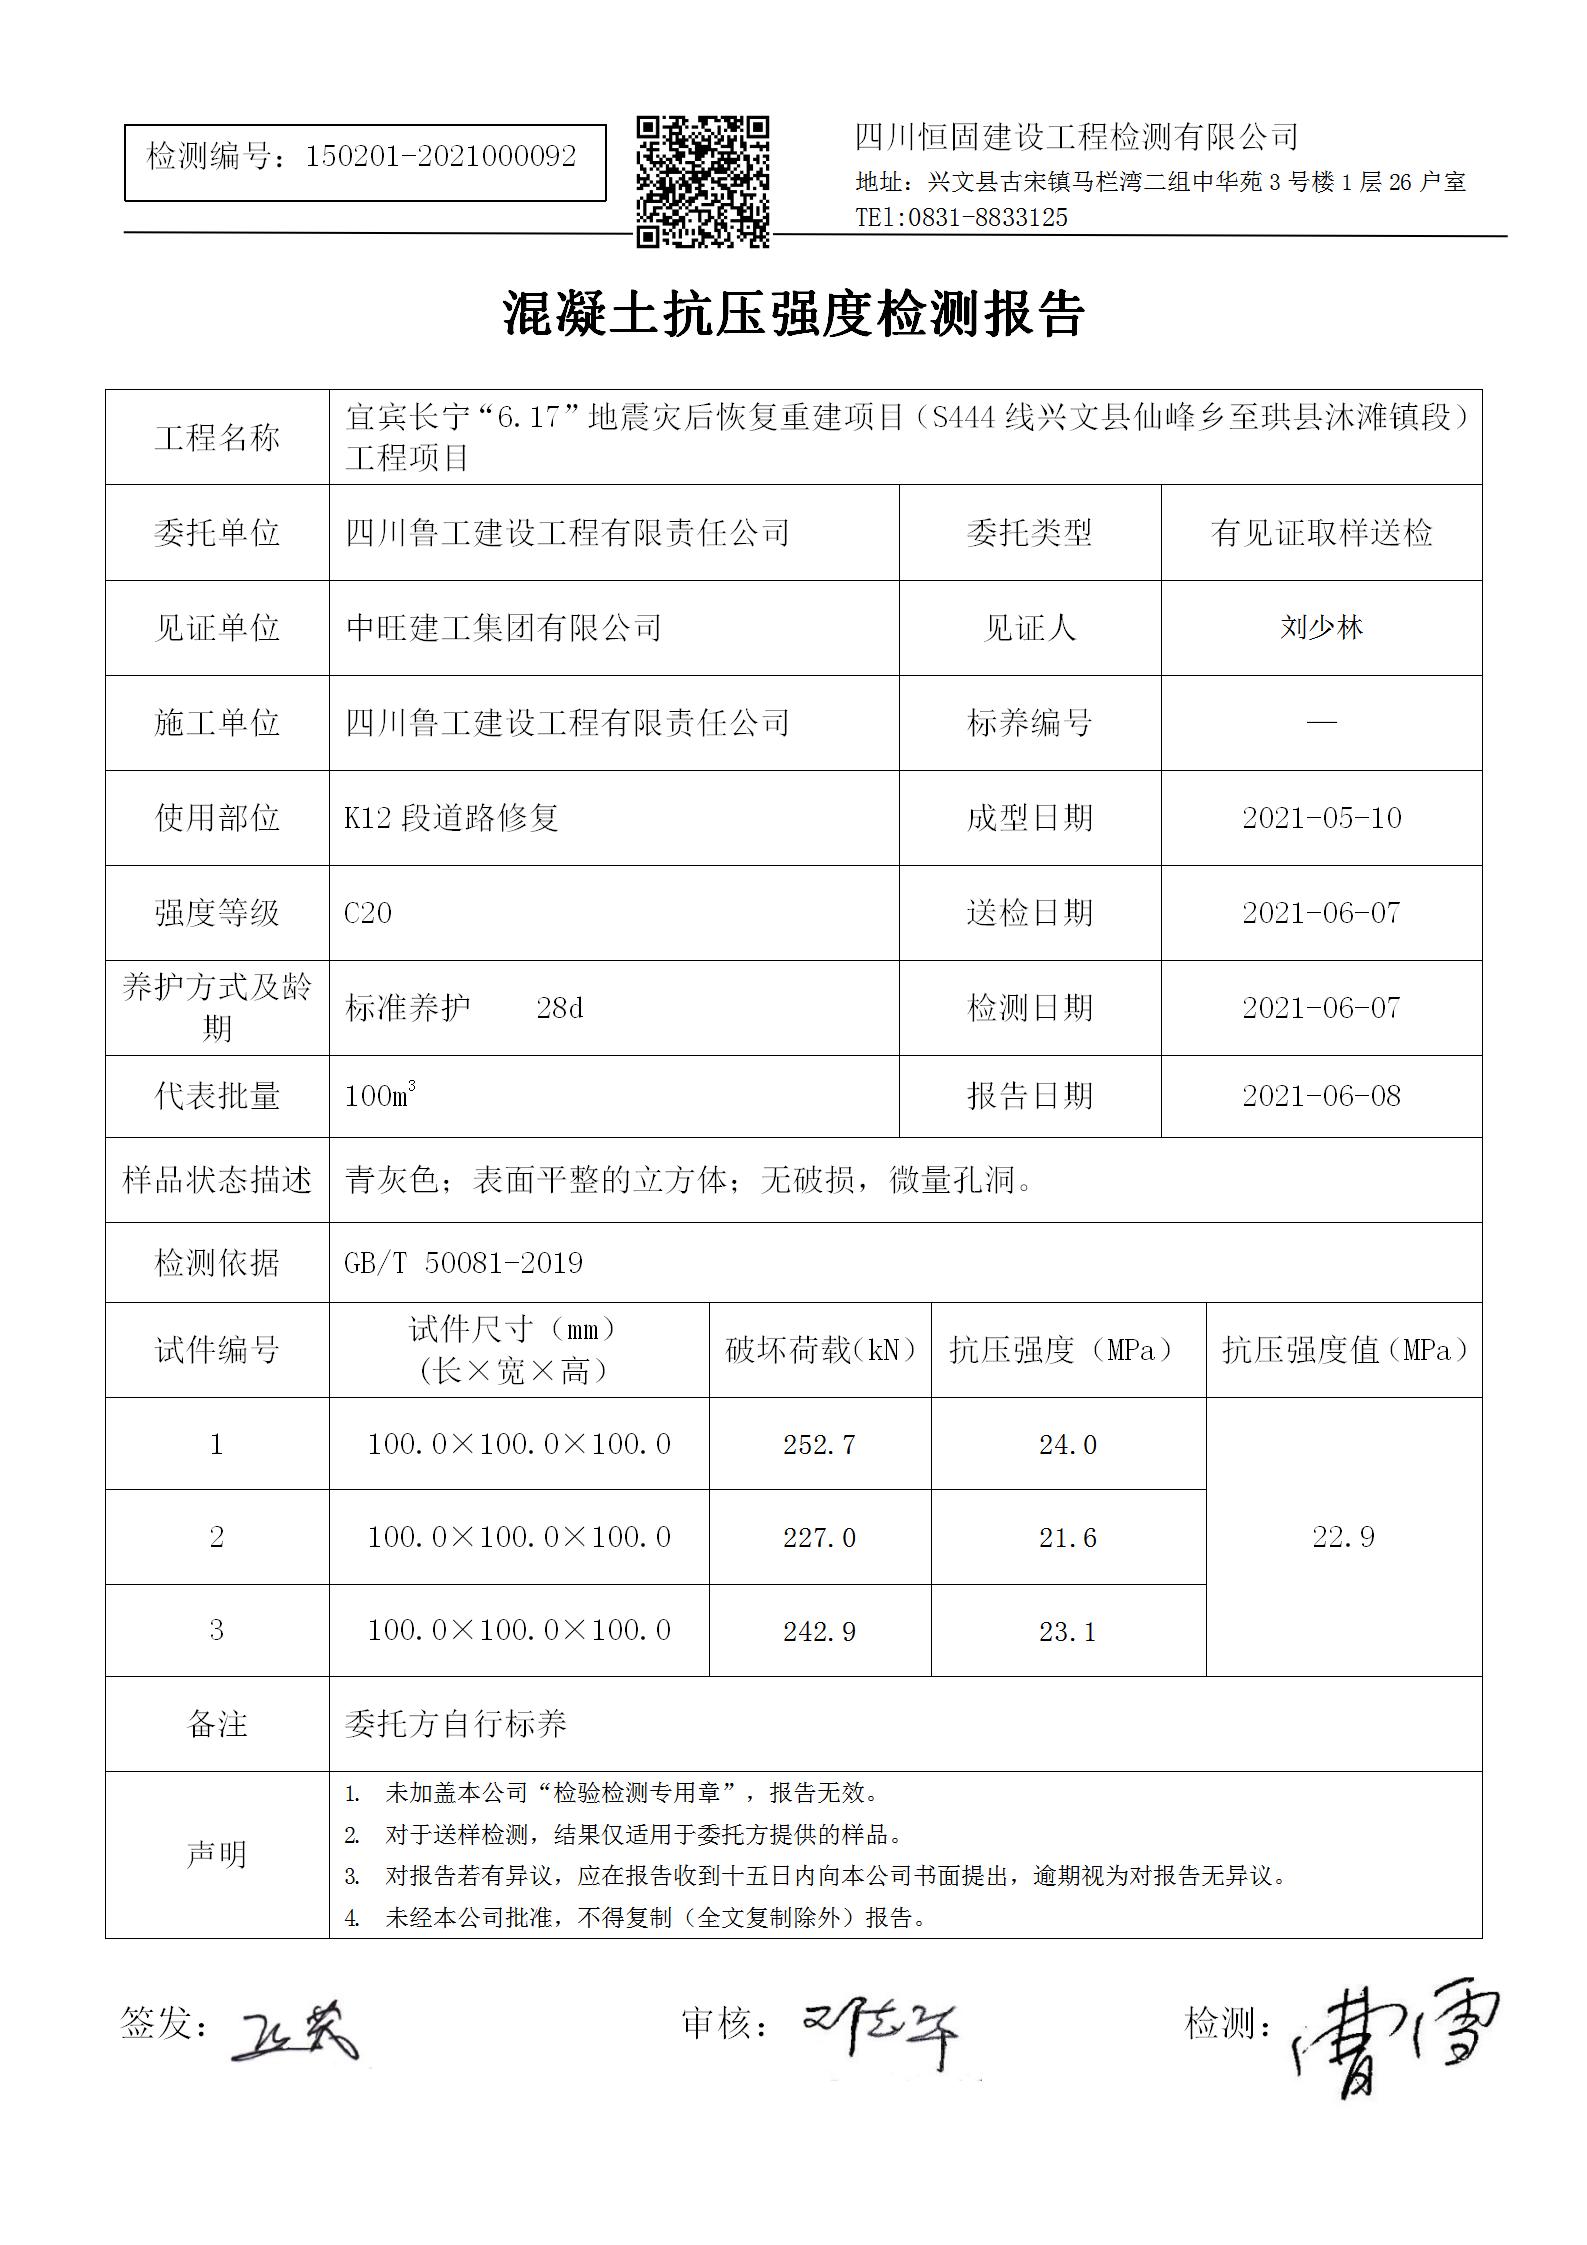 检测编号：150201-2021000092
四川恒固建设工程检测有限公司
地址：兴文县古宋镇马栏湾二组中华苑 3 号楼 1 层 26 户室
TEl:0831-8833125
混凝土抗压强度检测报告
工程名称
宜宾长宁“6.17”地震灾后恢复重建项目（S444 线兴文县仙峰乡至珙县沐滩镇段）
工程项目
委托单位 四川鲁工建设工程有限责任公司 委托类型 有见证取样送检
见证单位 中旺建工集团有限公司 见证人 刘少林
施工单位 四川鲁工建设工程有限责任公司 标养编号 —
使用部位 K12 段道路修复 成型日期 2021-05-10
强度等级 C20 送检日期 2021-06-07
养护方式及龄
期
标准养护 28d 检测日期 2021-06-07
代表批量 100m³ 报告日期 2021-06-08
样品状态描述 青灰色；表面平整的立方体；无破损，微量孔洞。
检测依据 GB/T 50081-2019
试件编号
试件尺寸（mm）
(长×宽×高）
破坏荷载(kN） 抗压强度（MPa） 抗压强度值（MPa）
1 100.0×100.0×100.0 252.7 24.0
2 100.0×100.0×100.0 227.0 21.6 22.9
3 100.0×100.0×100.0 242.9 23.1
备注 委托方自行标养
声明
1. 未加盖本公司“检验检测专用章”，报告无效。
2. 对于送样检测，结果仅适用于委托方提供的样品。
3. 对报告若有异议，应在报告收到十五日内向本公司书面提出，逾期视为对报告无异议。
4. 未经本公司批准，不得复制（全文复制除外）报告。
签发： 审核： 检测：曹雪